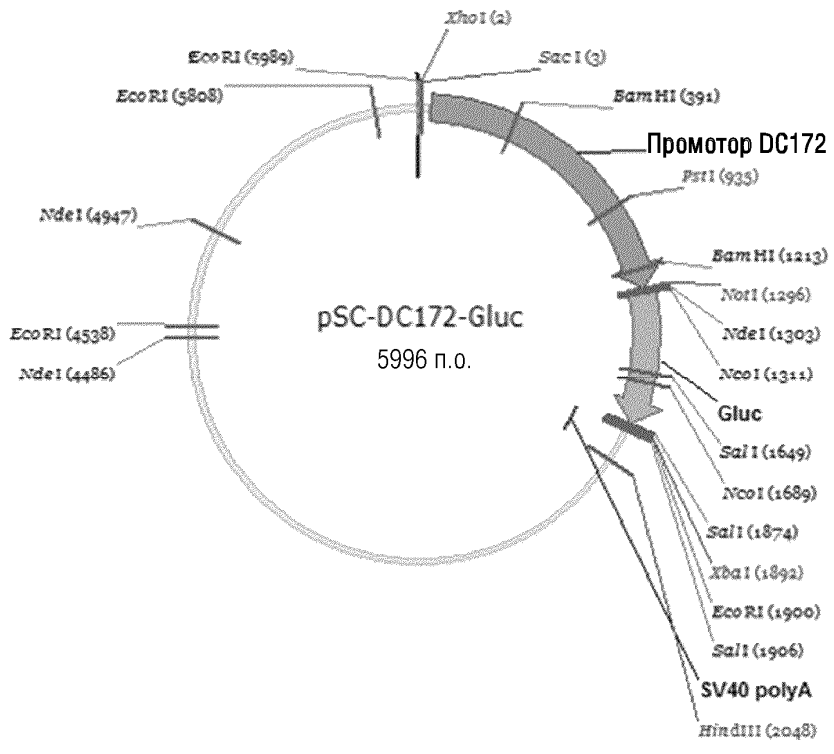 XhoI (2)
EcoRI (5989)
SacI (3)
EcoRI (5808)
BamHI (391)
Промотор DC172
PstI (935)
NdeI (4947)
BamHI (1213)
NotI (1296)
pSC-DC172-Gluc
NdeI (1303)
EcoRI (4538)
5996 п.о.
NcoI (1311)
NdeI (4486)
Gluc
SalI (1649)
NcoI (1689)
SalI (1874)
XbaI (1892)
EcoRI (1900)
SalI (1906)
SV40 polyA
HindIII (2048)